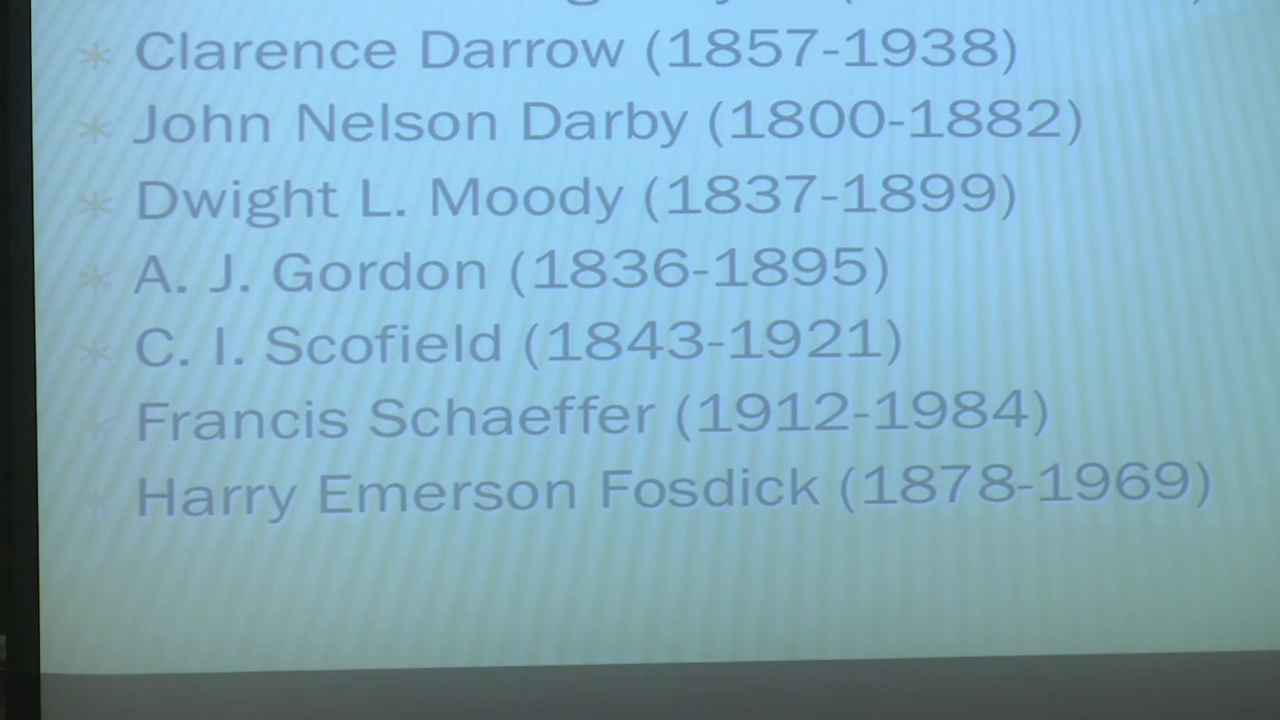 Clarence Darrow (1857-1938)
John Nelson Darby (1800-1882)
Dwight L. Moody (1837-1899)
A. J. Gordon (1836-1895)
C. I. Scofield (1843-1921)
Francis Schaeffer (1912-1984)
Harry Emerson Fosdick (1878-1969)